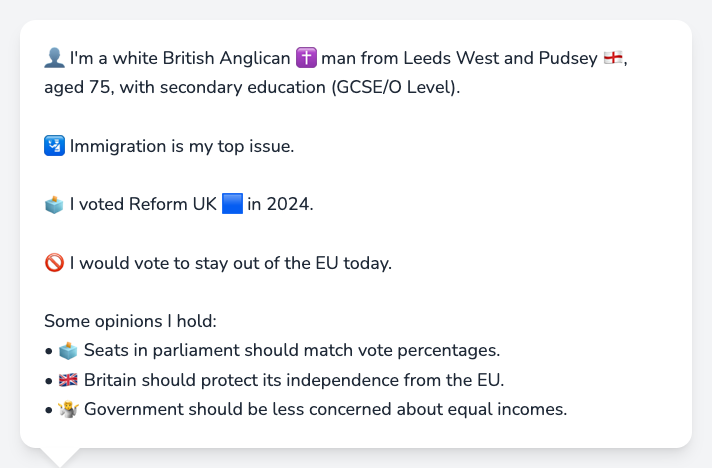 👤 I'm a white British Anglican ✝️ man from Leeds West and Pudsey 🏴󠁧󠁢󠁥󠁮󠁧󠁿,
aged 75, with secondary education (GCSE/O Level).
🛂 Immigration is my top issue.
🗳️ I voted Reform UK 🟦 in 2024.
🚫 I would vote to stay out of the EU today.
Some opinions I hold:
• 🗳️ Seats in parliament should match vote percentages.
• 🇬🇧 Britain should protect its independence from the EU.
• 🤷 Government should be less concerned about equal incomes.